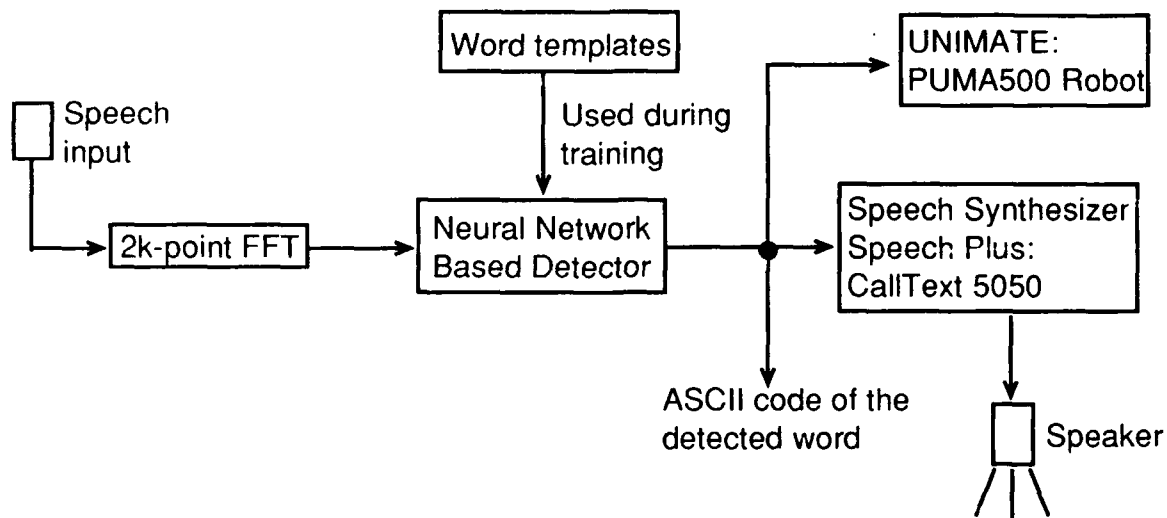 Word templates
UNIMATE:
PUMA500 Robot
Speech
input
Used during
training
2k-point FFT
Neural Network
Based Detector
Speech Synthesizer
Speech Plus:
CallText 5050
ASCII code of the
detected word
Speaker